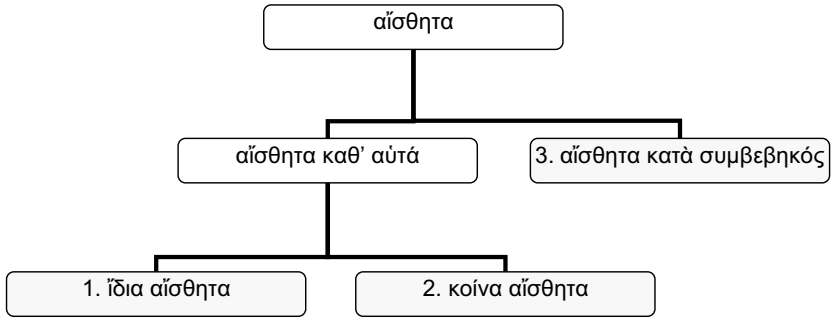 αἴσθητα
αἴσθητα καθ’ αὑτά
3. αἴσθητα κατὰ συμβεβηκός
1. ἴδια αἴσθητα
2. κοίνα αἴσθητα